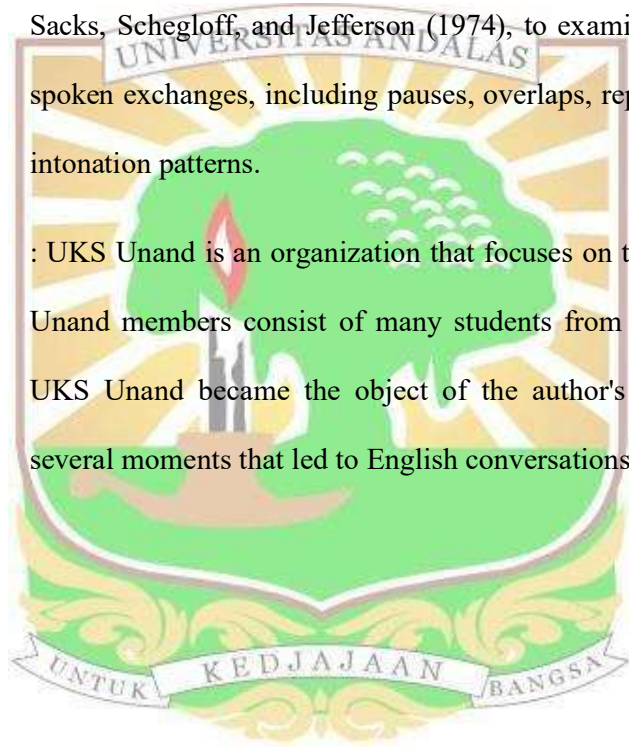 Sacks, Schegloff, and Jefferson (1974), to exami
UNIVERSITAS ANDALAS
spoken exchanges, including pauses, overlaps, rep
intonation patterns.
: UKS Unand is an organization that focuses on t
Unand members consist of many students from
UKS Unand became the object of the author's
several moments that led to English conversations
UNTUK KEDJAJAAN BANGSA